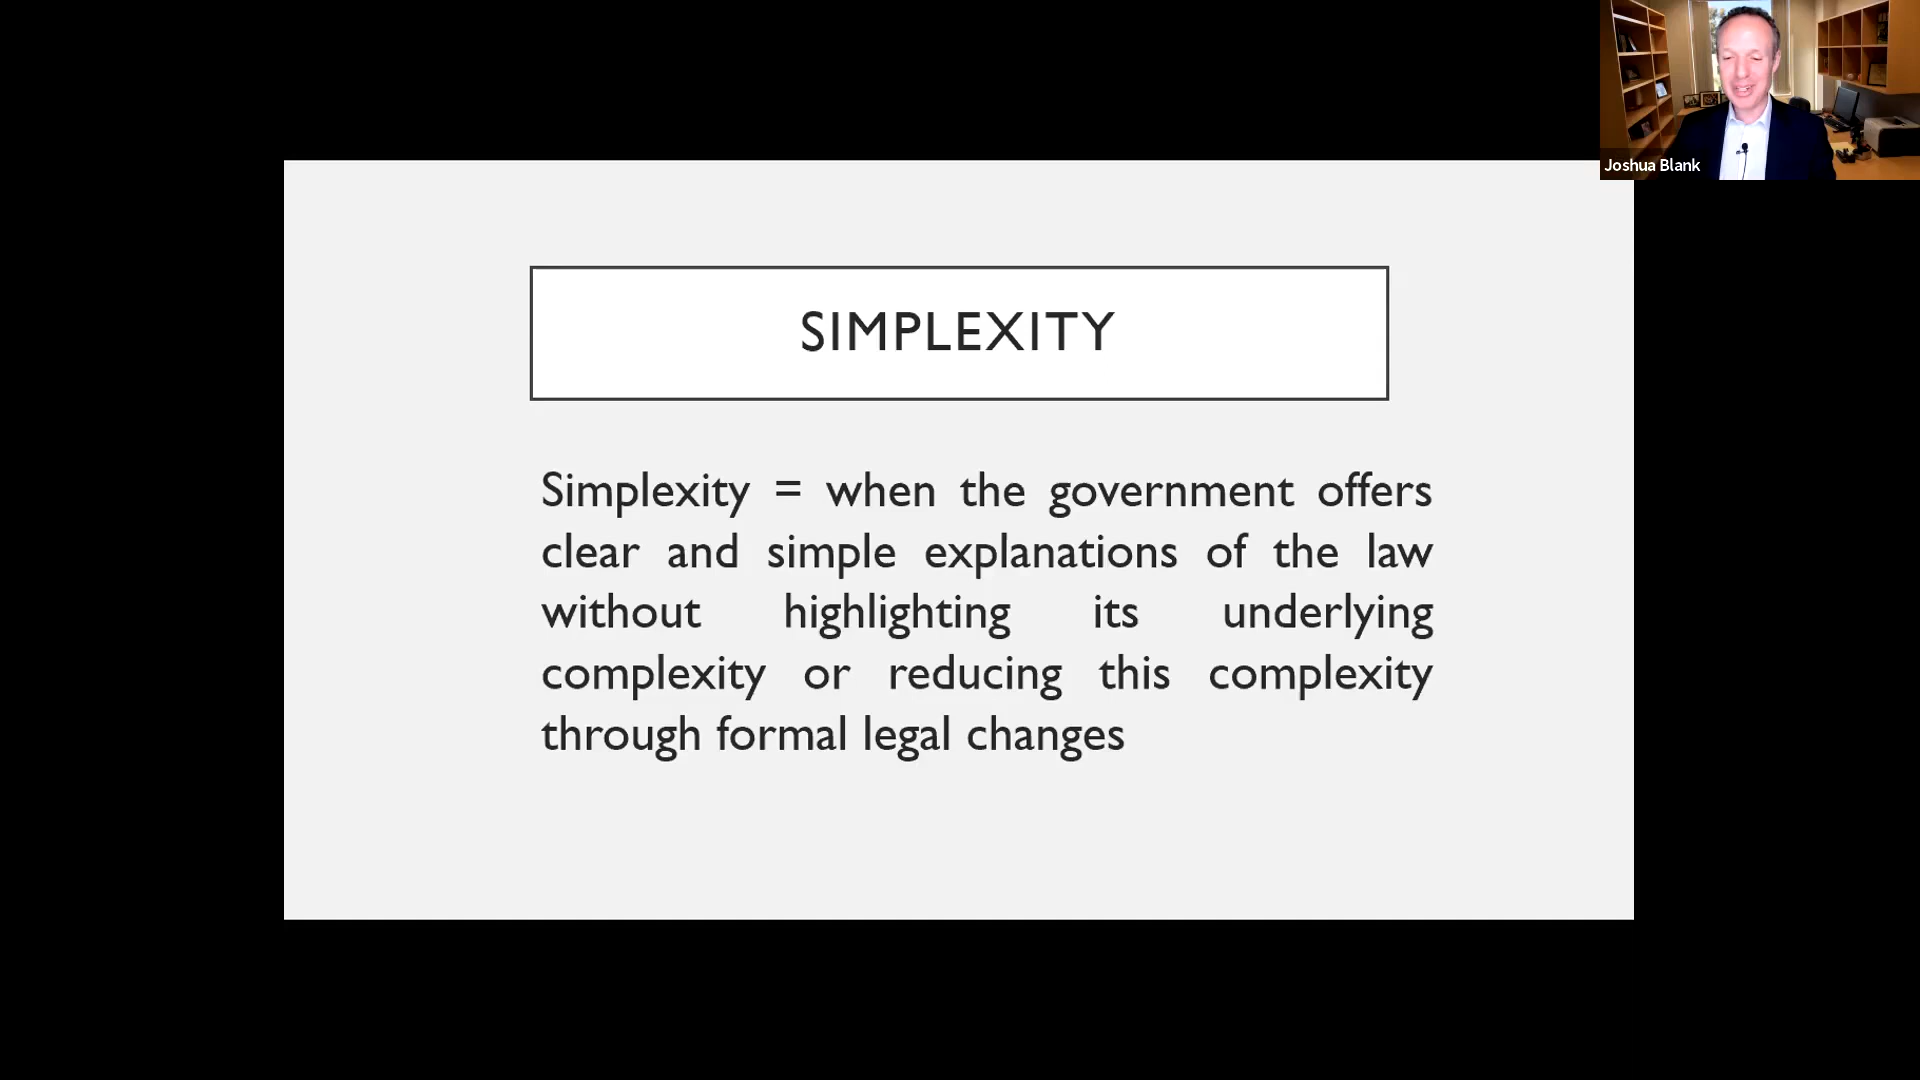 Joshua Blank
SIMPLEXITY
Simplexity = when the government offers
clear and simple explanations of the law
without highlighting its underlying
complexity or reducing this complexity
through formal legal changes